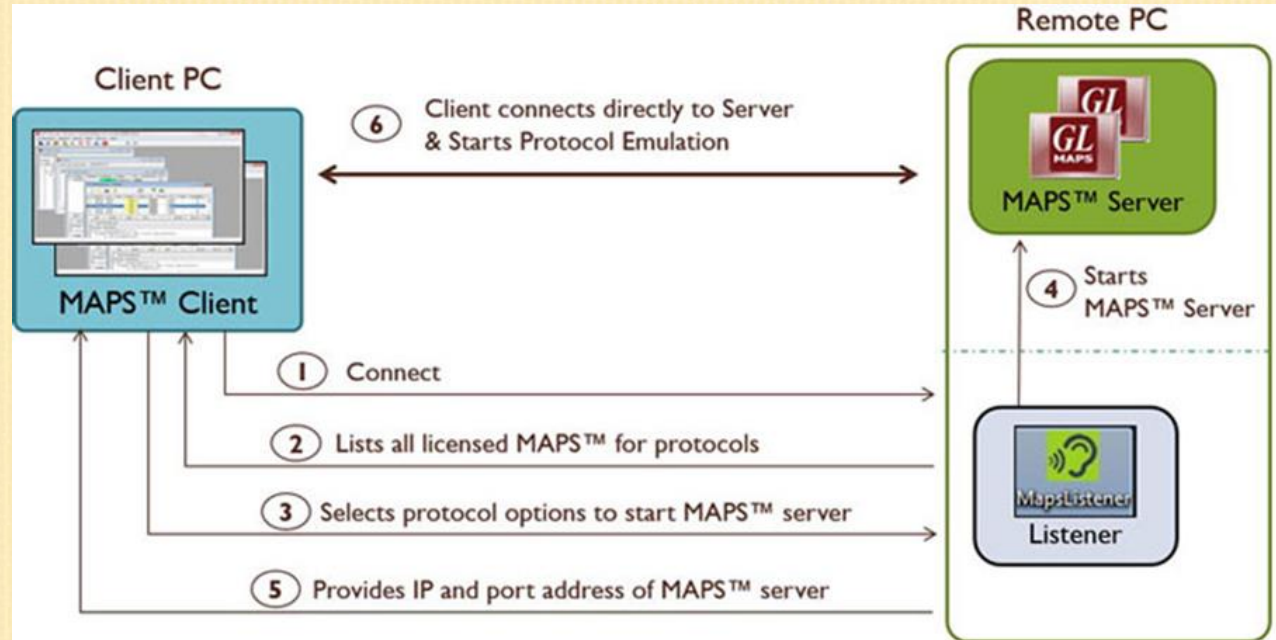 Remote PC
Client PC
GL
GL
MAPS
MAPS™ Server
6 Client connects directly to Server
& Starts Protocol Emulation
MAPS™ Client
4 Starts
MAPS™ Server
1 Connect
2 Lists all licensed MAPS™ for protocols
MapsListener
3 Selects protocol options to start MAPS™ server
Listener
5 Provides IP and port address of MAPS™ server